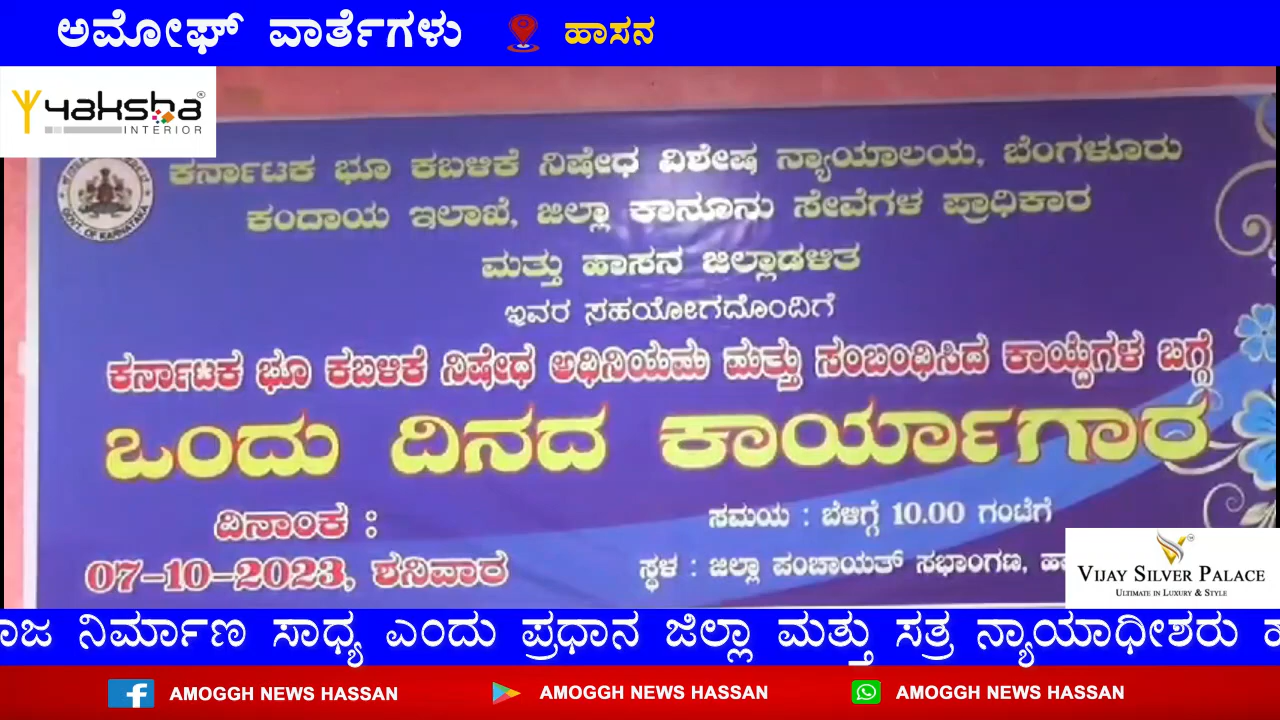 ಅಮೋಘ್ ವಾರ್ತೆಗಳು ಹಾಸನ
Yaksha®
INTERIOR
GOVT. OF KARNATAKA
ಕರ್ನಾಟಕ ಭೂ ಕಬಳಿಕೆ ನಿಷೇಧ ವಿಶೇಷ ನ್ಯಾಯಾಲಯ, ಬೆಂಗಳೂರು
ಕಂದಾಯ ಇಲಾಖೆ, ಜಿಲ್ಲಾ ಕಾನೂನು ಸೇವೆಗಳ ಪ್ರಾಧಿಕಾರ
ಮತ್ತು ಹಾಸನ ಜಿಲ್ಲಾಡಳಿತ
ಇವರ ಸಹಯೋಗದೊಂದಿಗೆ
ಕರ್ನಾಟಕ ಭೂ ಕಬಳಿಕೆ ನಿಷೇಧ ಅಧಿನಿಯಮ ಮತ್ತು ಸಂಬಂಧಿಸಿದ ಕಾಯ್ದೆಗಳ ಬಗ್ಗೆ
ಒಂದು ದಿನದ ಕಾರ್ಯಾಗಾರ
ದಿನಾಂಕ :
07-10-2023, ಶನಿವಾರ
ಸಮಯ : ಬೆಳಿಗ್ಗೆ 10.00 ಗಂಟೆಗೆ
ಸ್ಥಳ : ಜಿಲ್ಲಾ ಪಂಚಾಯತ್ ಸಭಾಂಗಣ,
VIJAY SILVER PALACE
ULTIMATE IN LUXURY & STYLE
ನಿರ್ಮಾಣ ಸಾಧ್ಯ ಎಂದು ಪ್ರಧಾನ ಜಿಲ್ಲಾ ಮತ್ತು ಸತ್ರ ನ್ಯಾಯಾಧೀಶರು
AMOGGH NEWS HASSAN AMOGGH NEWS HASSAN AMOGGH NEWS HASSAN